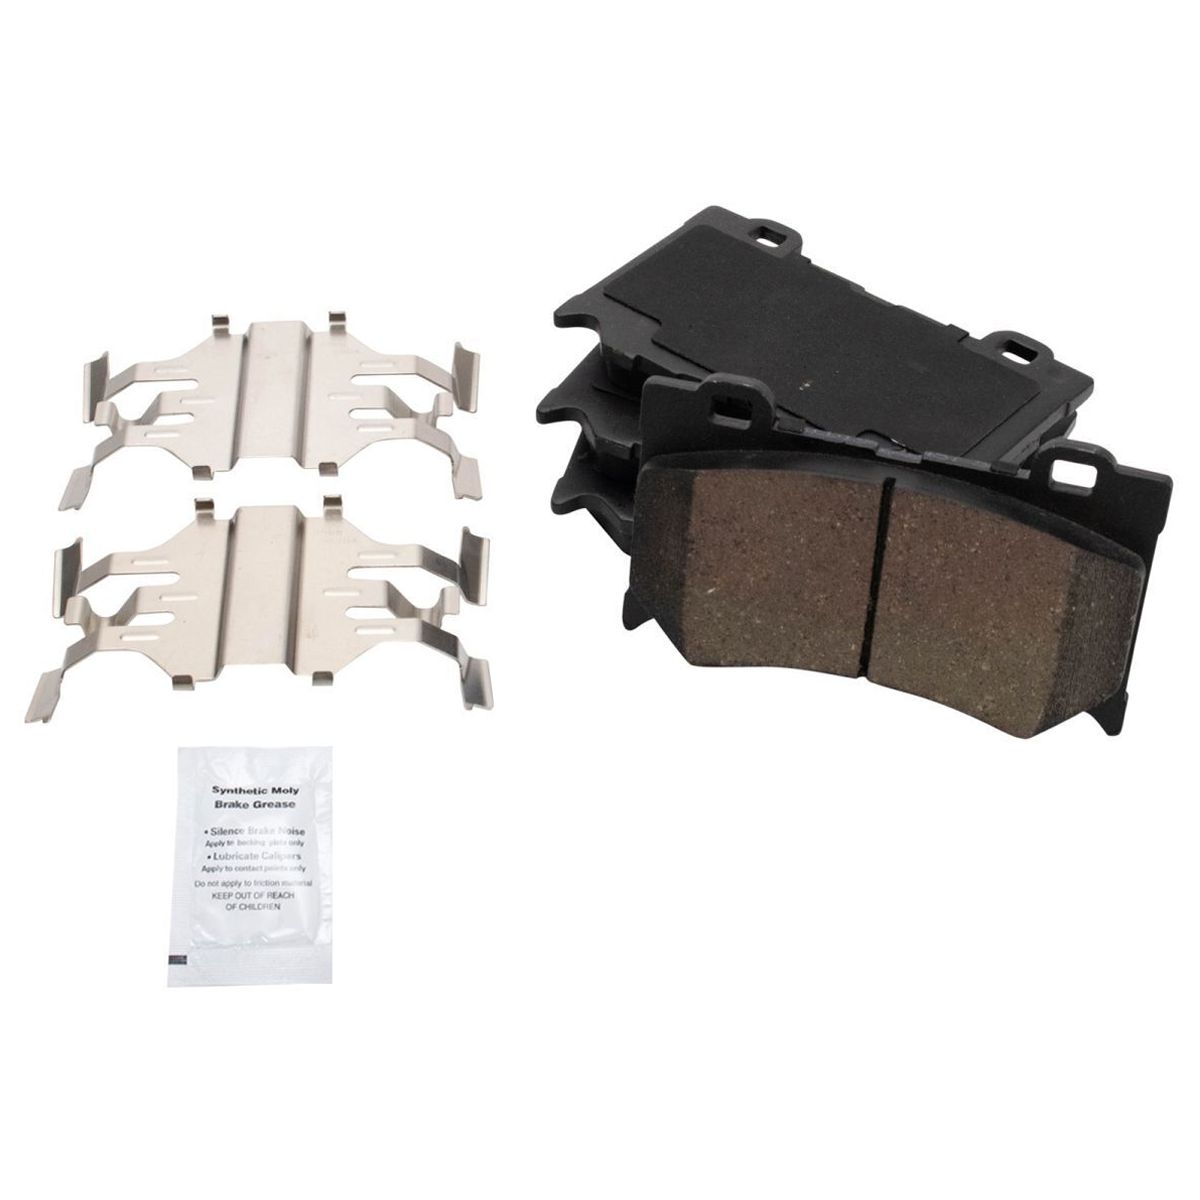 Synthetic Moly
Brake Grease
• Silence Brake Noise
Apply to backing plate only
• Lubricate Calipers
Apply to contact points only
Do not apply to friction material
KEEP OUT OF REACH
OF CHILDREN